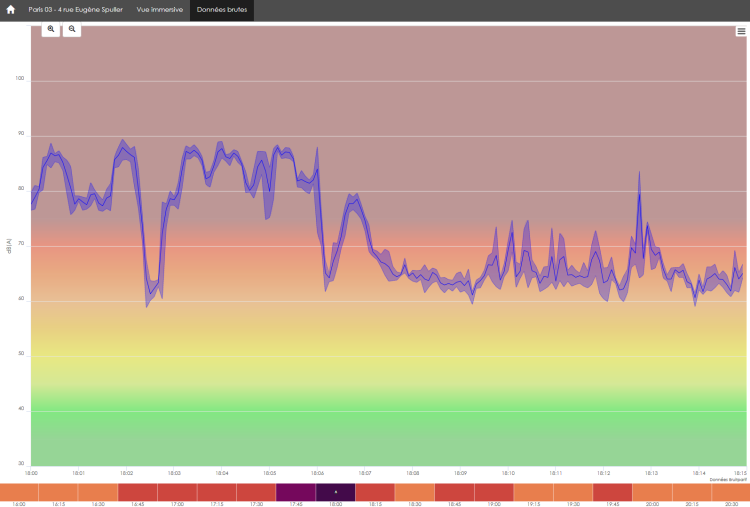 Paris 03 - 4 rue Eugène Spuller Vue immersive Données brutes
100
90
80
dB(A)
70
60
50
40
30
18:00 18:01 18:02 18:03 18:04 18:05 18:06 18:07 18:08 18:09 18:10 18:11 18:12 18:13 18:14 18:15
Données Bruitparif
16:00 16:15 16:30 16:45 17:00 17:15 17:30 17:45 18:00 18:15 18:30 18:45 19:00 19:15 19:30 19:45 20:00 20:15 20:30